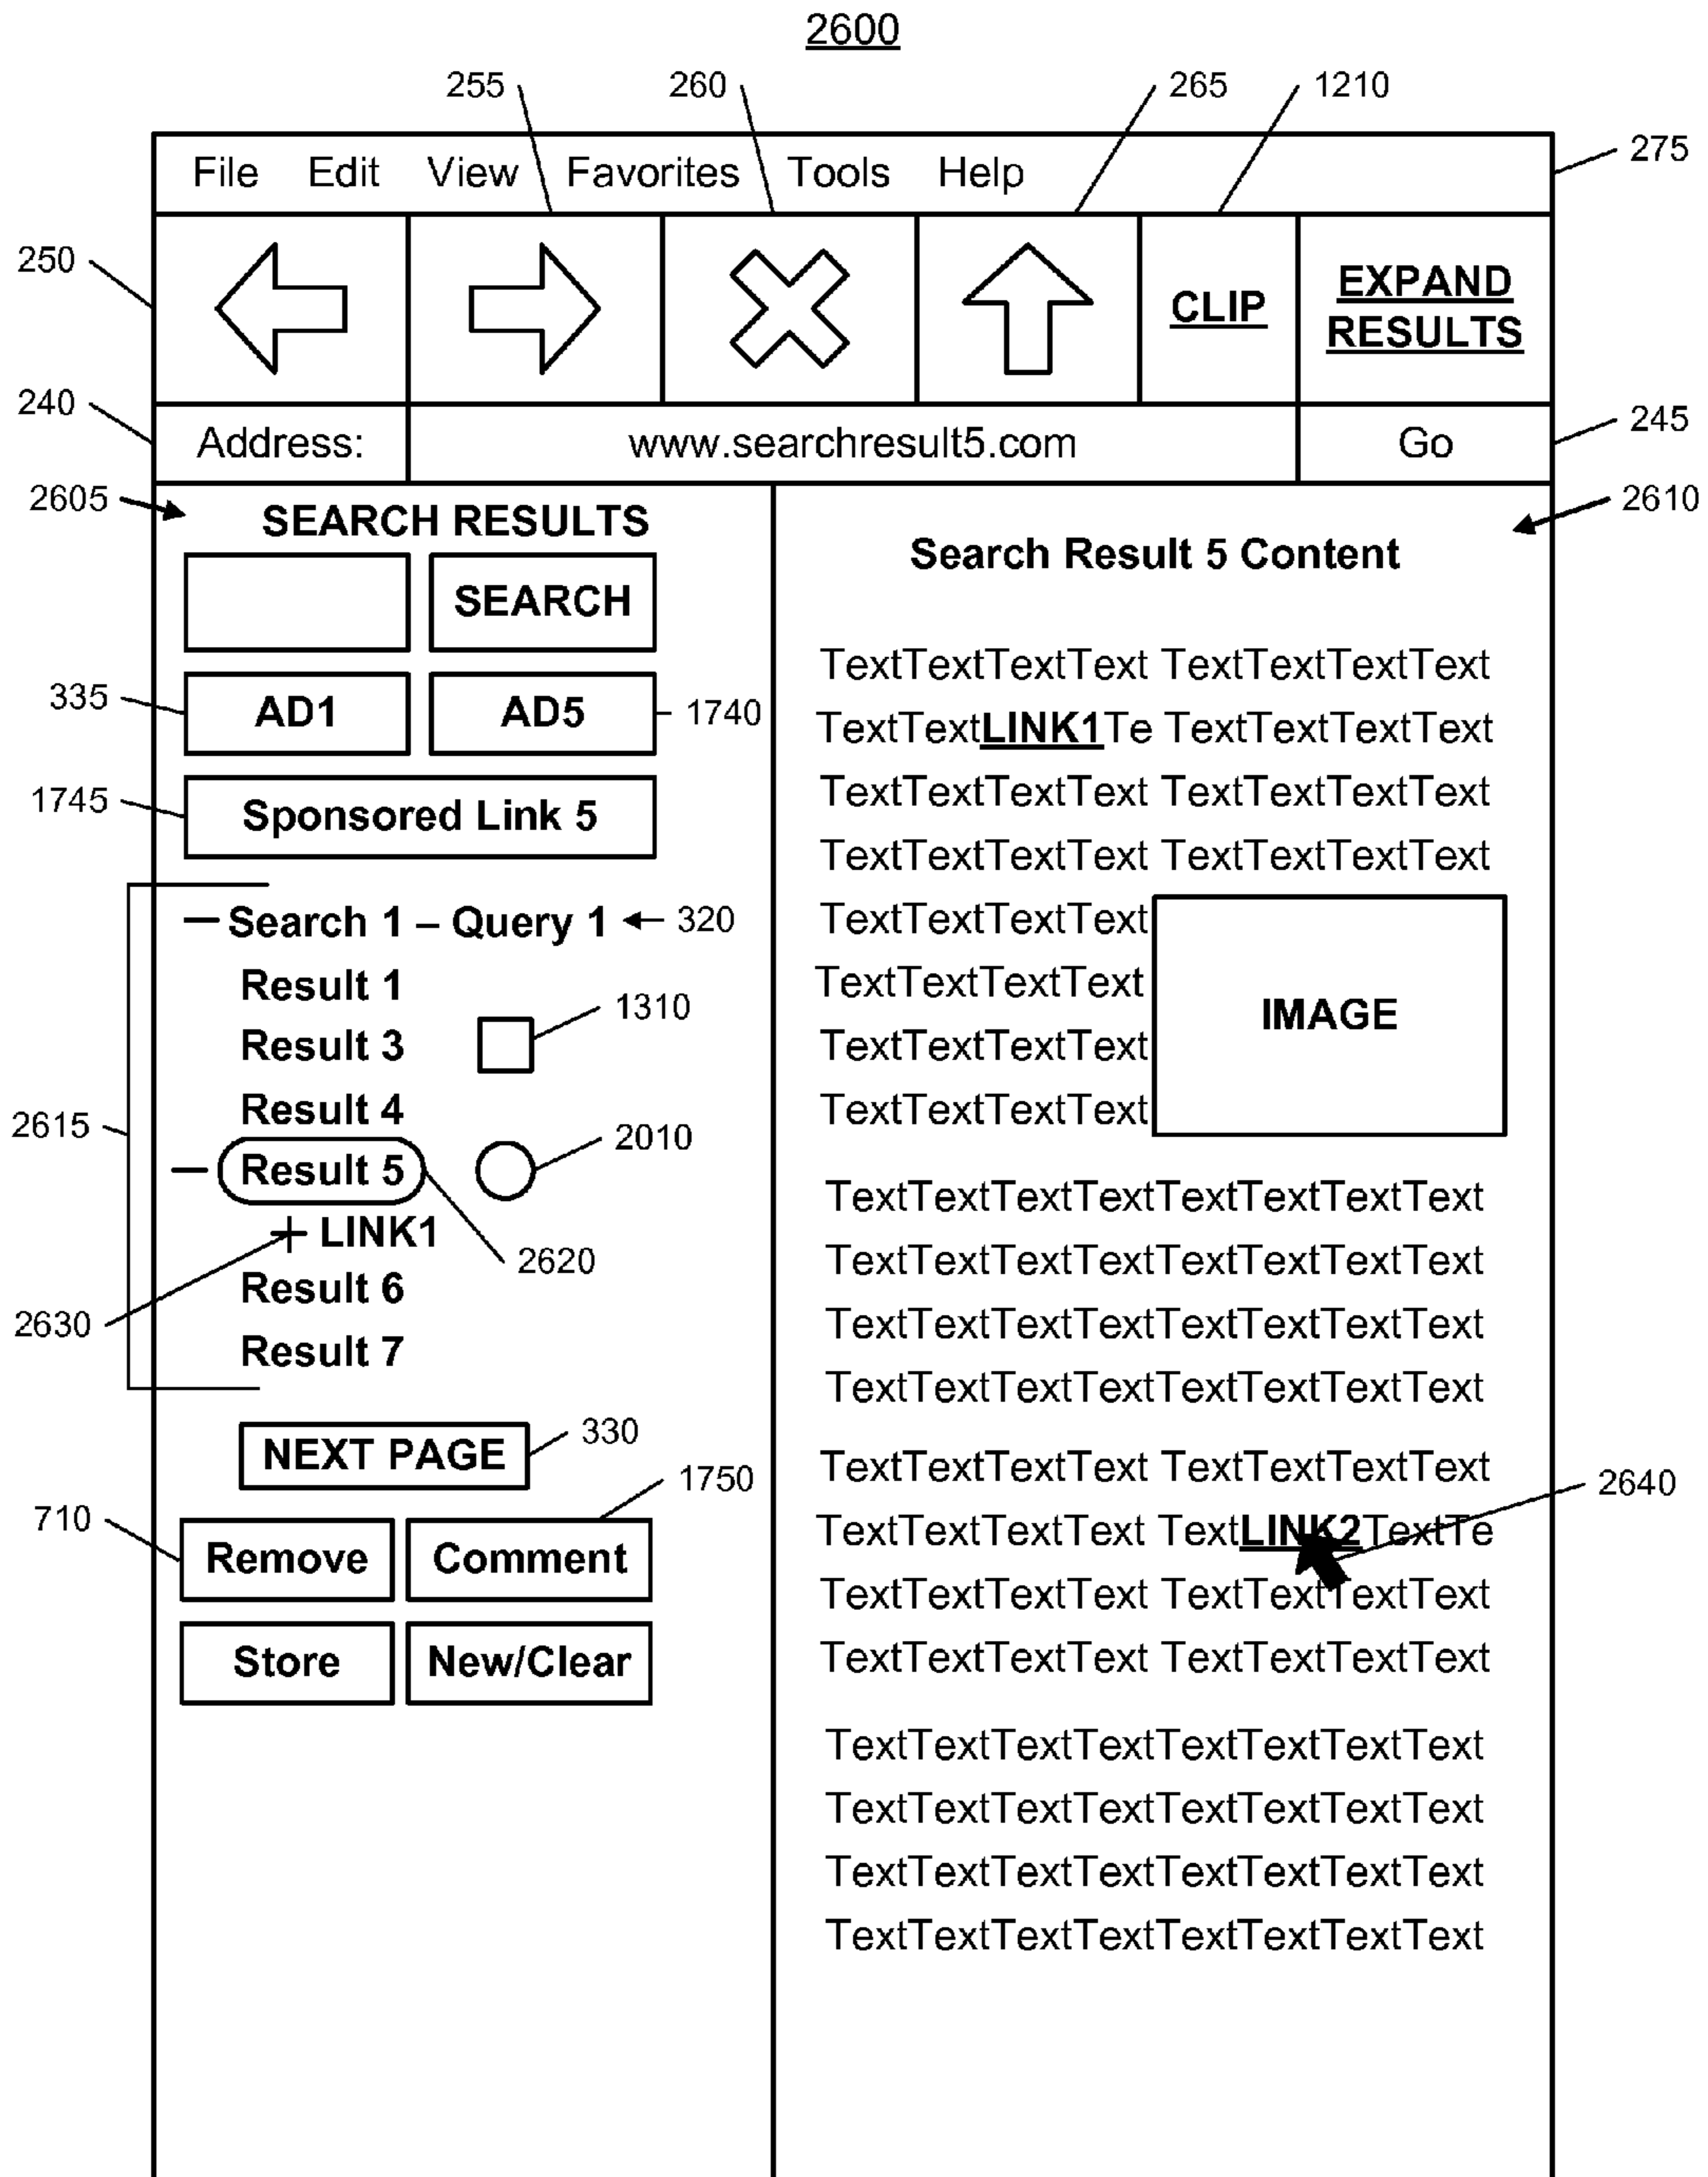 2600
255 260 265 1210
File Edit View Favorites Tools Help 275
250 CLIP EXPAND RESULTS
240 Address: www.searchresult5.com Go 245
2605 SEARCH RESULTS
SEARCH
335 AD1 AD5 1740
1745 Sponsored Link 5
2615
– Search 1 – Query 1 320
Result 1
Result 3 1310
Result 4
– Result 5 2010
+ LINK1 2620
Result 6
2630
Result 7
NEXT PAGE 330
1750
710 Remove Comment
Store New/Clear
2610
Search Result 5 Content
TextTextTextText TextTextTextText
TextTextLINK1Te TextTextTextText
TextTextTextText TextTextTextText
TextTextTextText TextTextTextText
TextTextTextText
TextTextTextText
TextTextTextText
TextTextTextText
IMAGE
TextTextTextTextTextTextTextText
TextTextTextTextTextTextTextText
TextTextTextTextTextTextTextText
TextTextTextTextTextTextTextText
TextTextTextText TextTextTextText
TextTextTextText TextLINK2TextTe 2640
TextTextTextText TextTextTextText
TextTextTextText TextTextTextText
TextTextTextTextTextTextTextText
TextTextTextTextTextTextTextText
TextTextTextTextTextTextTextText
TextTextTextTextTextTextTextText